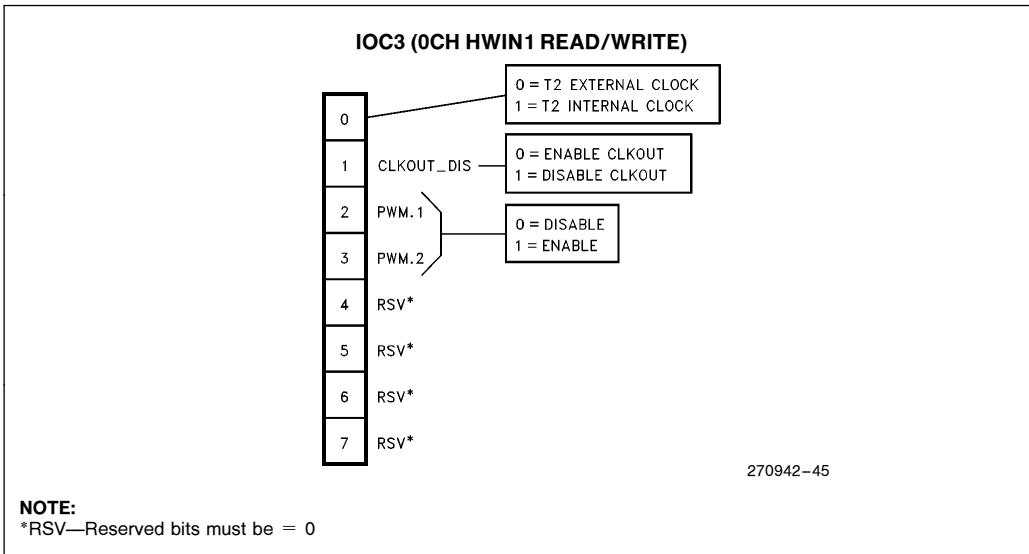 IOC3 (0CH HWIN1 READ/WRITE)
0 = T2 EXTERNAL CLOCK
1 = T2 INTERNAL CLOCK
0
1 CLKOUT_DIS
0 = ENABLE CLKOUT
1 = DISABLE CLKOUT
2 PWM.1
0 = DISABLE
1 = ENABLE
3 PWM.2
4 RSV*
5 RSV*
6 RSV*
7 RSV*
270942–45
NOTE:
*RSV—Reserved bits must be = 0